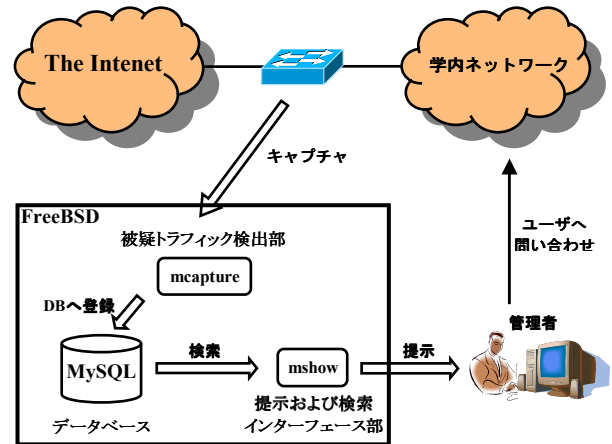 The Intenet
学内ネットワーク
キャプチャ
FreeBSD
被疑トラフィック検出部
mcapture
DBへ登録
MySQL
データベース
検索
mshow
提示および検索
インターフェース部
提示
管理者
ユーザへ
問い合わせ